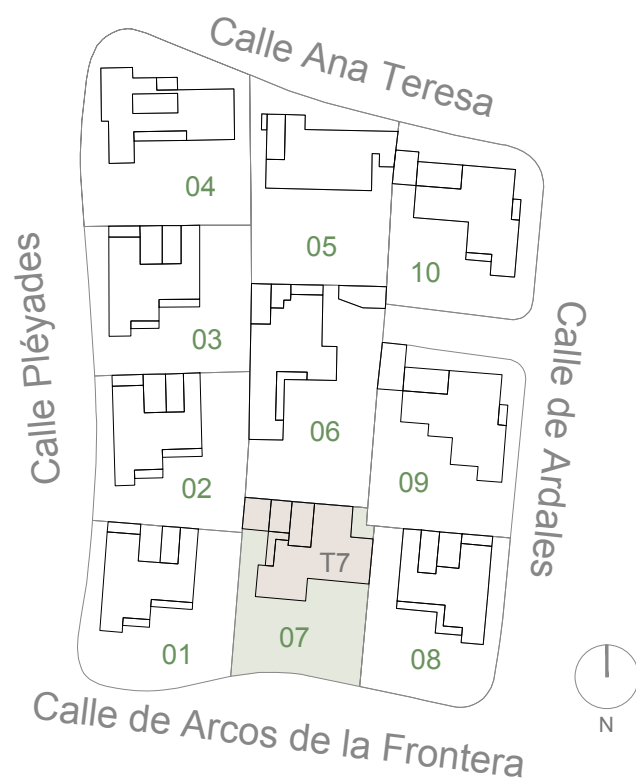 Calle Ana Teresa
04
05
10
Calle Pléyades
03
Calle de Ardales
06
02
09
T7
07
01
08
N
Calle de Arcos de la Frontera